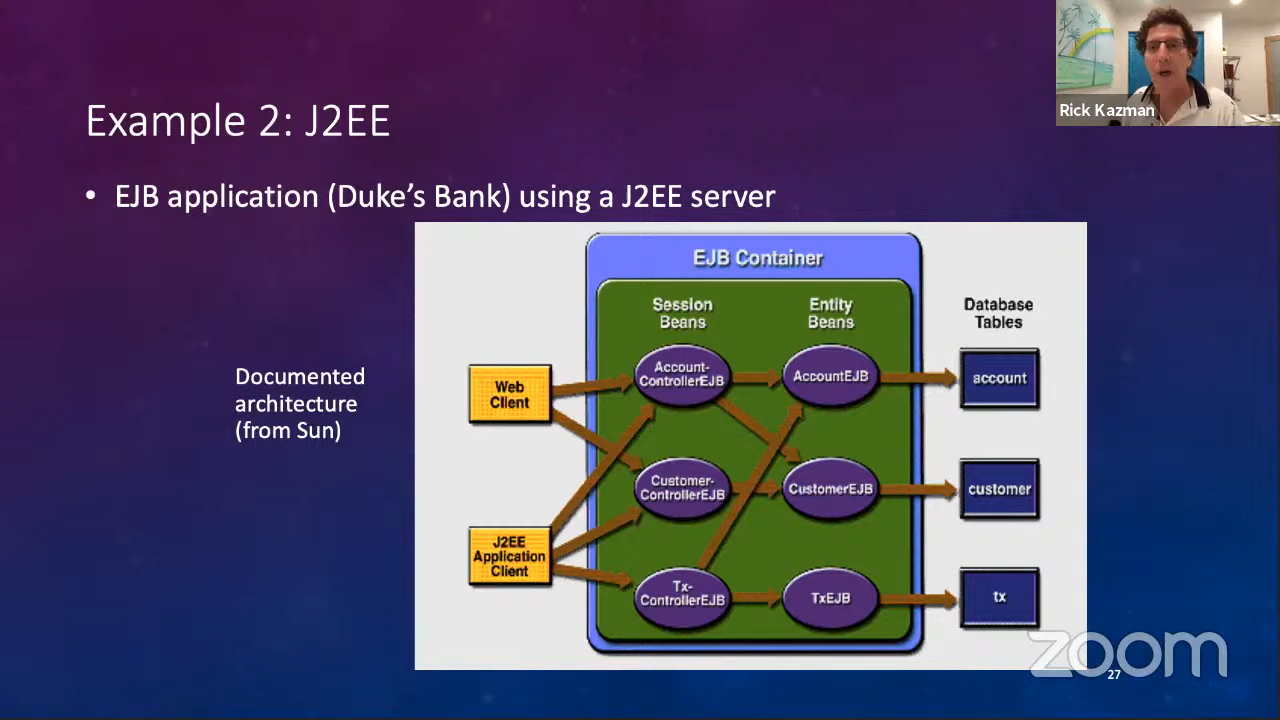 Rick Kazman
Example 2: J2EE
• EJB application (Duke's Bank) using a J2EE server
Documented
architecture
(from Sun)
EJB Container
Session
Beans
Entity
Beans
Database
Tables
Web
Client
Account-
ControllerEJB
AccountEJB
account
Customer-
ControllerEJB
CustomerEJB
customer
J2EE
Application
Client
Tx-
ControllerEJB
TxEJB
tx
zoom
27